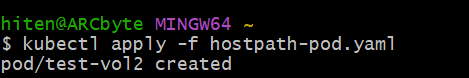 hiten@ARCbyte MINGW64 ~
$ kubectl apply -f hostpath-pod.yaml
pod/test-vol2 created